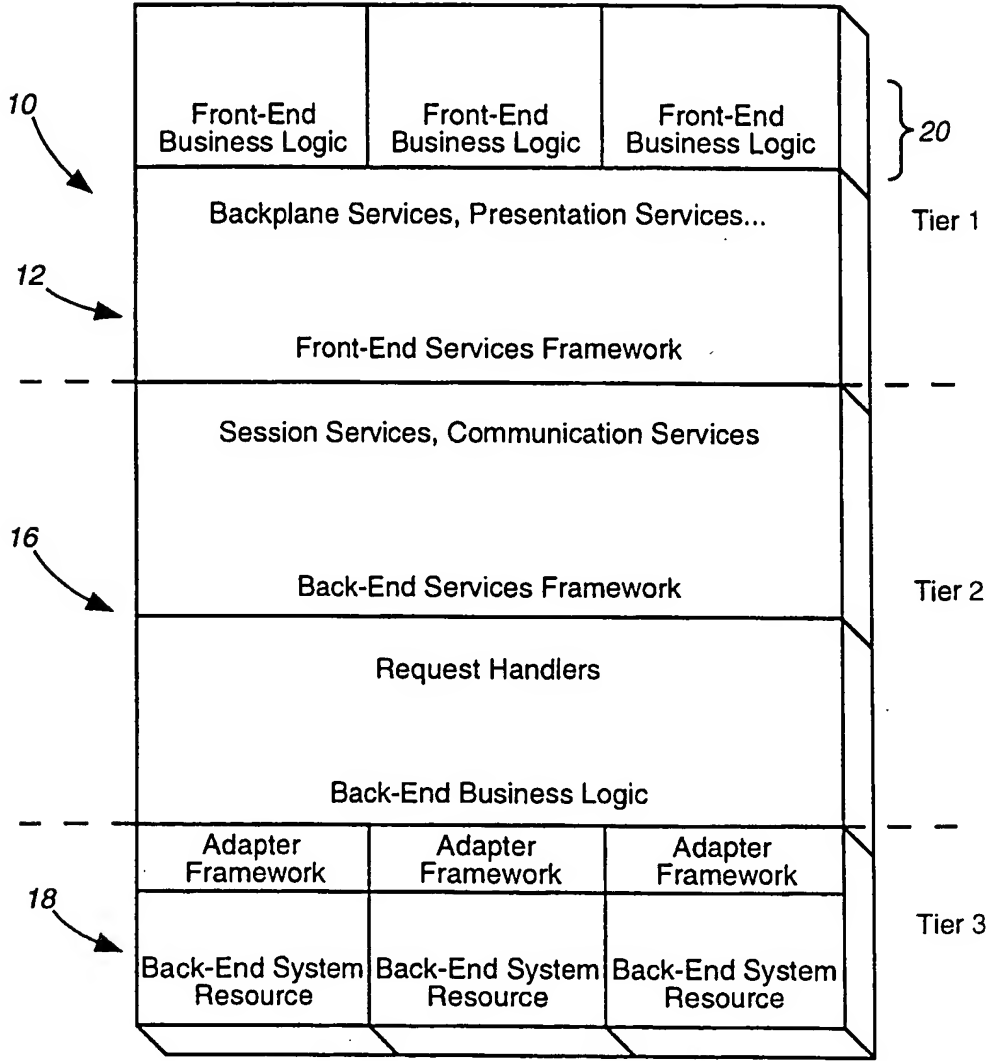 Front-End Business Logic
Front-End Business Logic
Front-End Business Logic
10
20
Backplane Services, Presentation Services...
Tier 1
12
Front-End Services Framework
Session Services, Communication Services
16
Back-End Services Framework
Tier 2
Request Handlers
Back-End Business Logic
Adapter Framework
Adapter Framework
Adapter Framework
18
Tier 3
Back-End System Resource
Back-End System Resource
Back-End System Resource